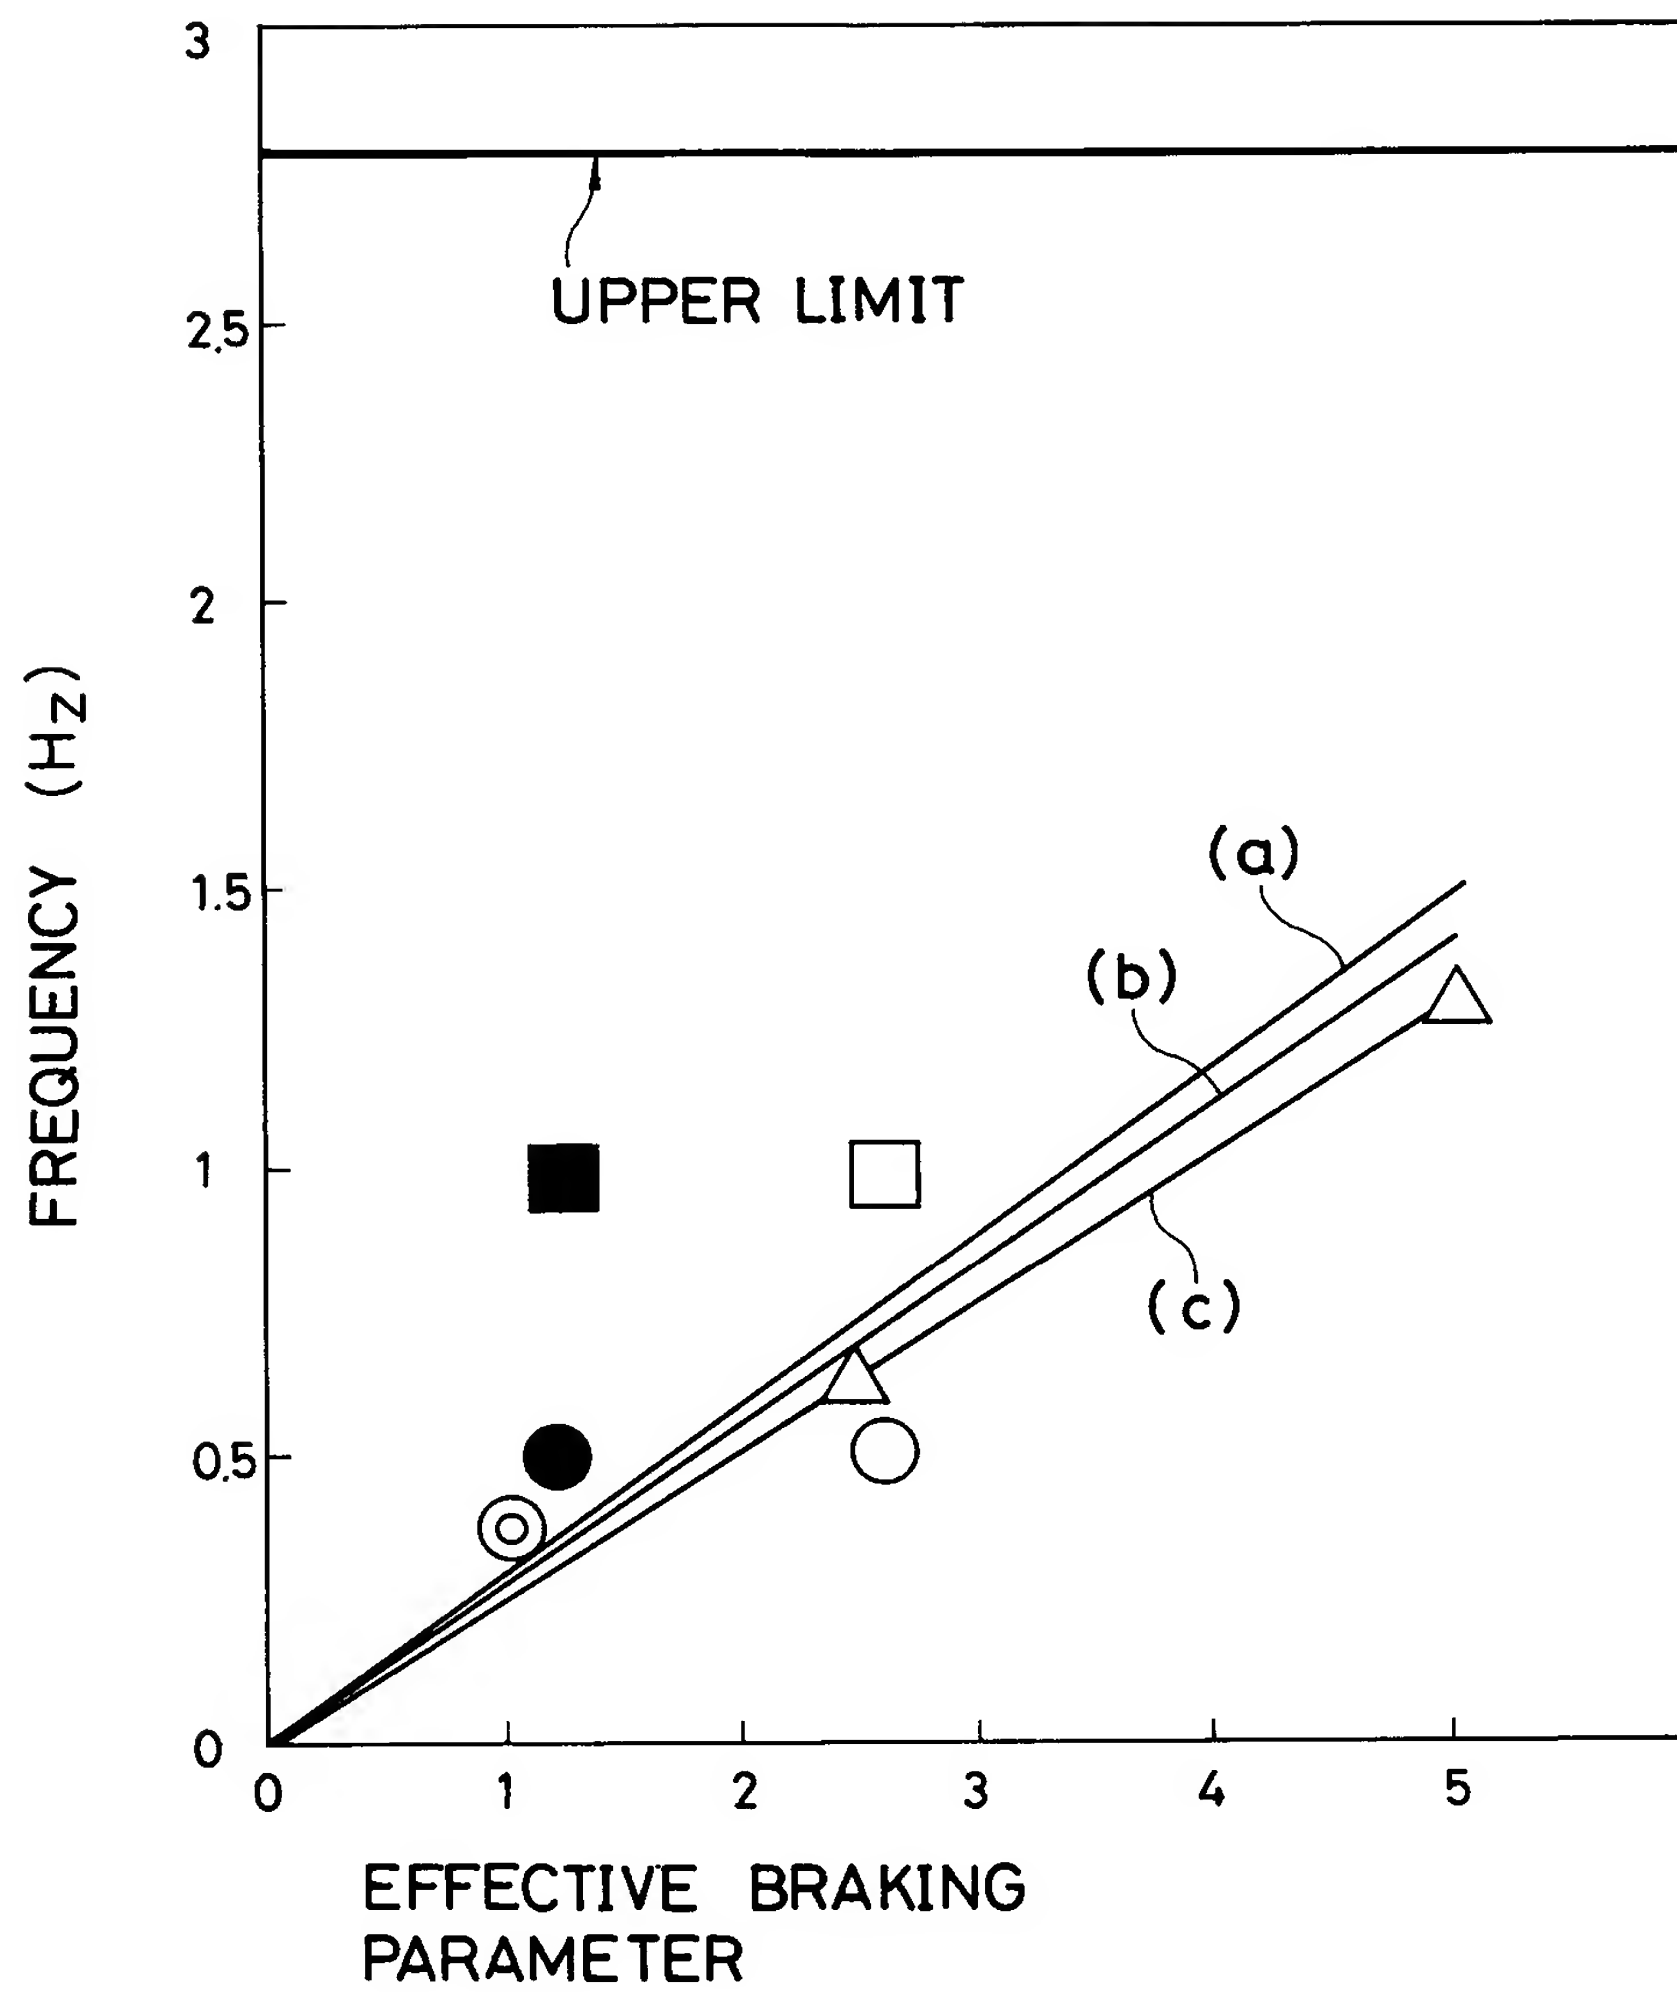 3
UPPER LIMIT
2.5
2
FREQUENCY (Hz)
(a)
1.5
(b)
1
(c)
0.5
0
0 1 2 3 4 5
EFFECTIVE BRAKING
PARAMETER